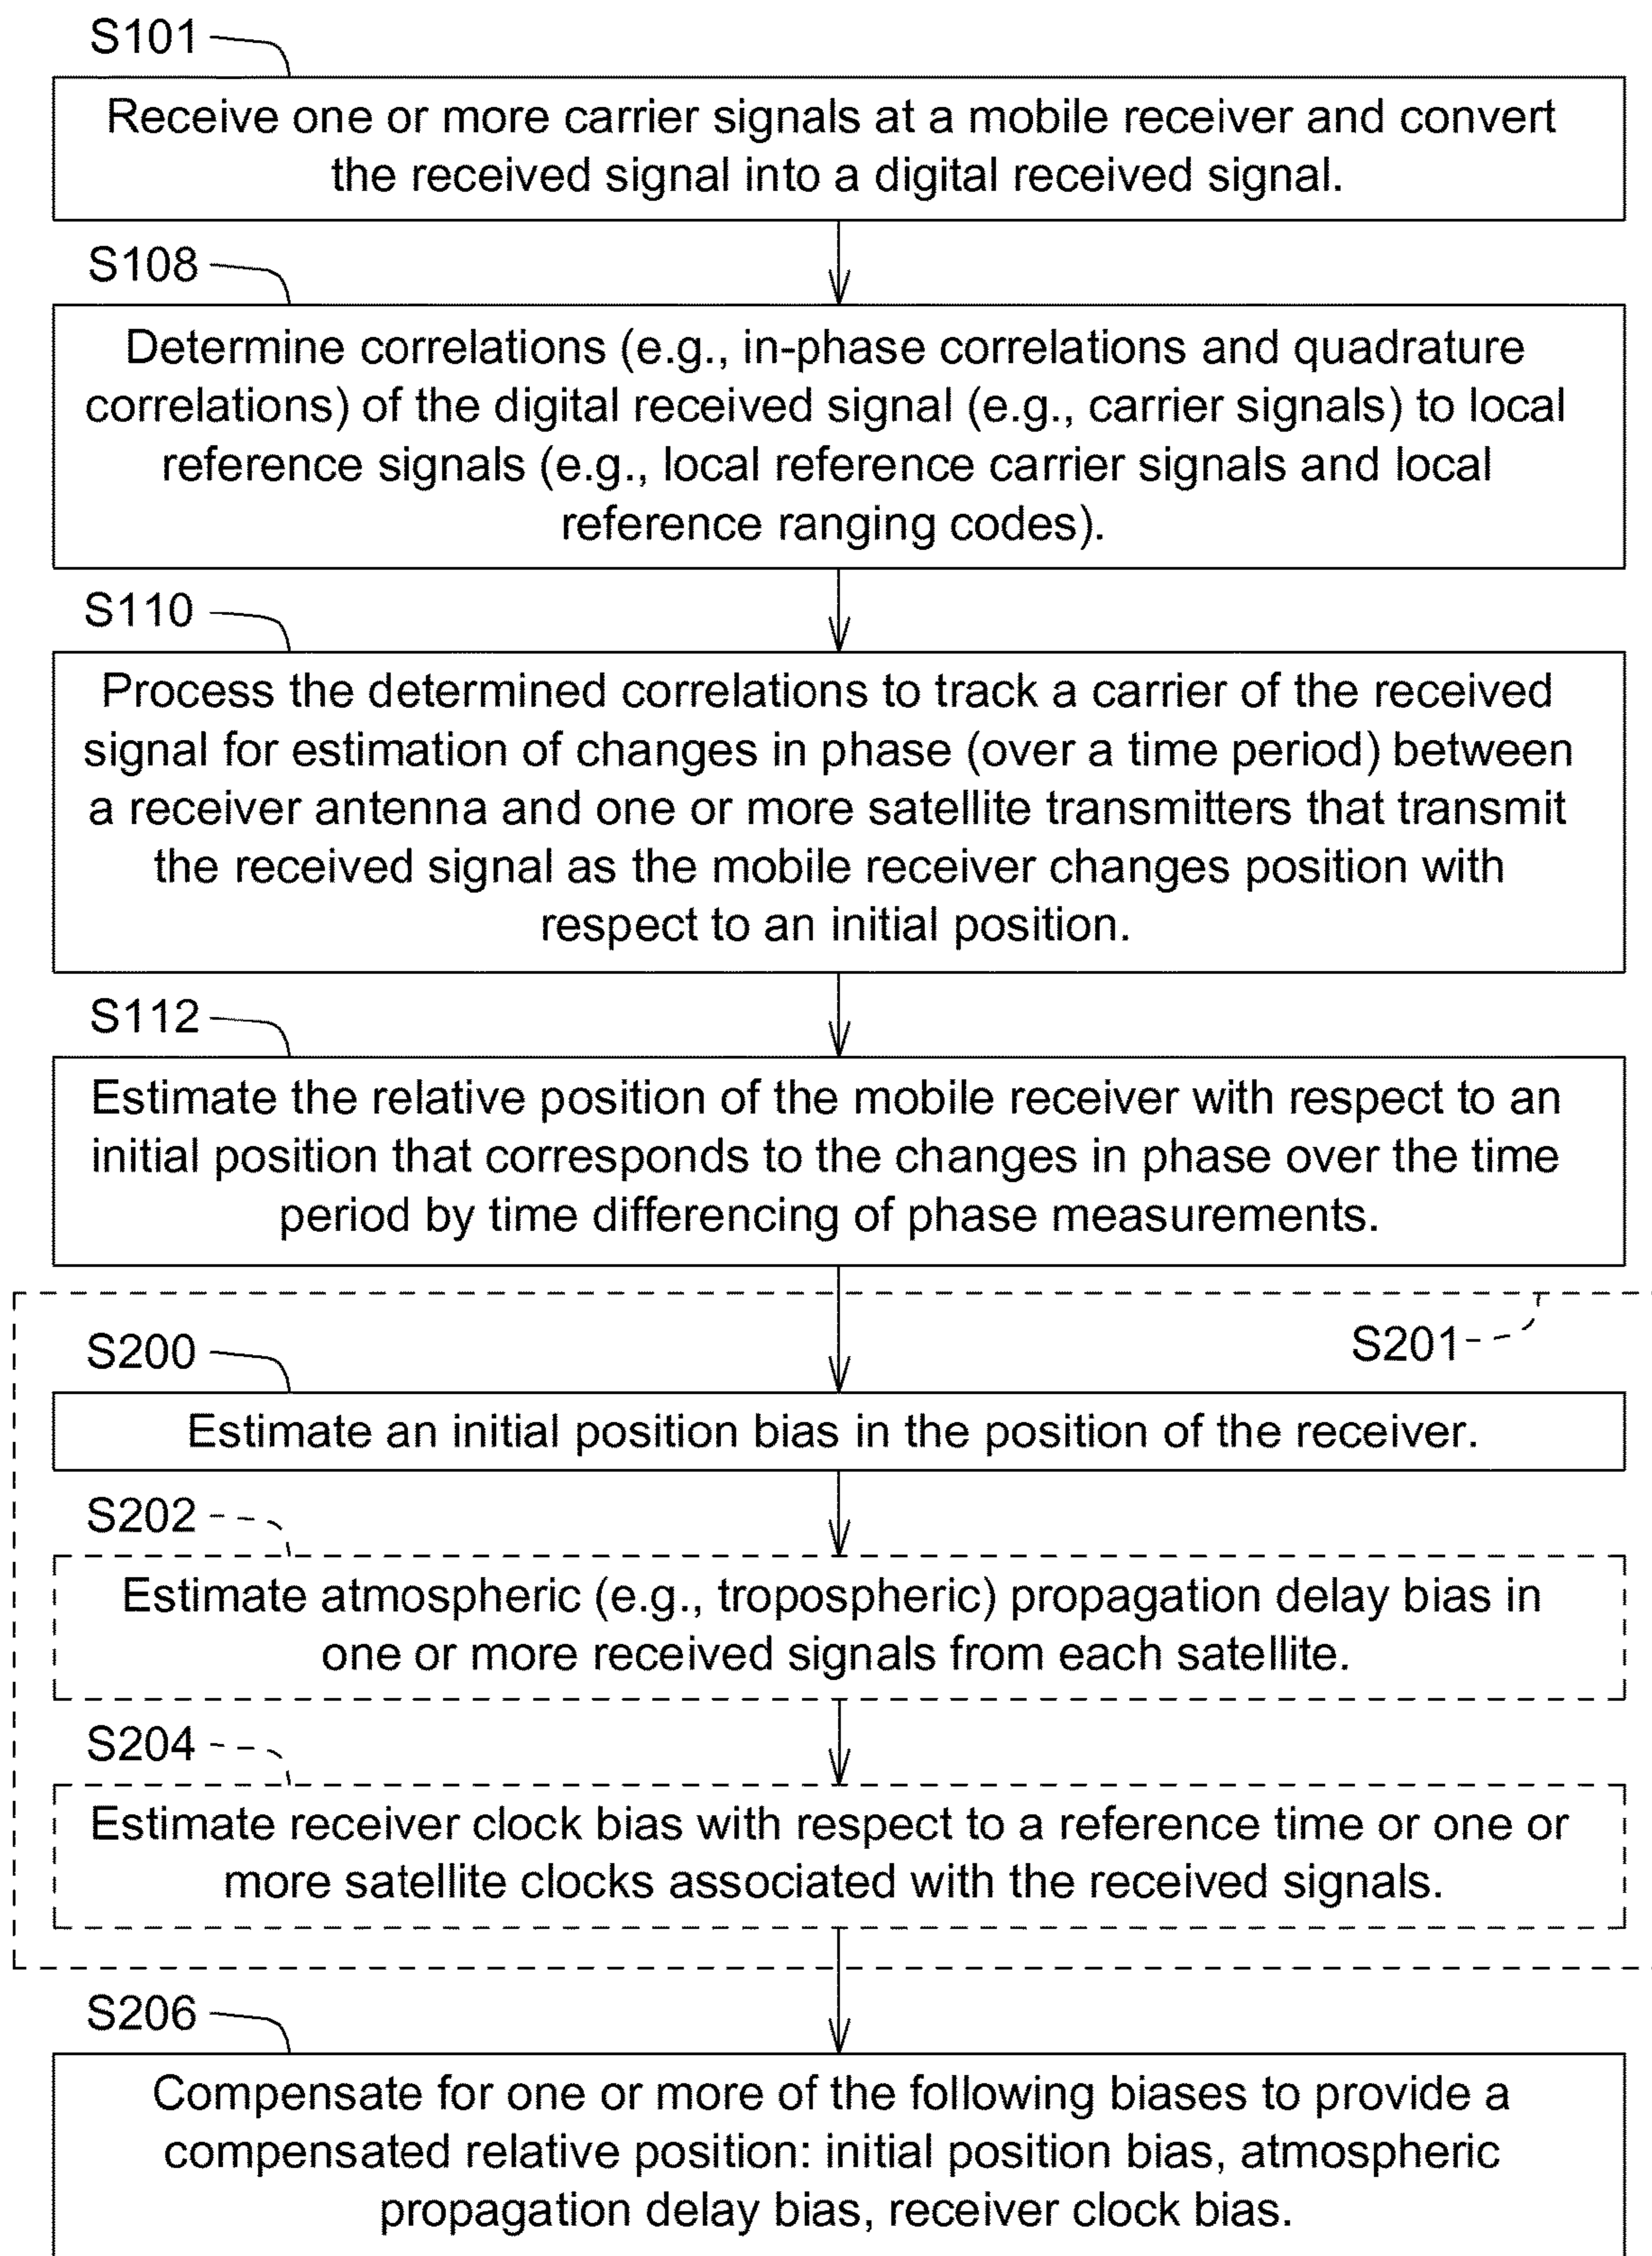 S101
Receive one or more carrier signals at a mobile receiver and convert
the received signal into a digital received signal.
S108
Determine correlations (e.g., in-phase correlations and quadrature
correlations) of the digital received signal (e.g., carrier signals) to local
reference signals (e.g., local reference carrier signals and local
reference ranging codes).
S110
Process the determined correlations to track a carrier of the received
signal for estimation of changes in phase (over a time period) between
a receiver antenna and one or more satellite transmitters that transmit
the received signal as the mobile receiver changes position with
respect to an initial position.
S112
Estimate the relative position of the mobile receiver with respect to an
initial position that corresponds to the changes in phase over the time
period by time differencing of phase measurements.
S201
S200
Estimate an initial position bias in the position of the receiver.
S202
Estimate atmospheric (e.g., tropospheric) propagation delay bias in
one or more received signals from each satellite.
S204
Estimate receiver clock bias with respect to a reference time or one or
more satellite clocks associated with the received signals.
S206
Compensate for one or more of the following biases to provide a
compensated relative position: initial position bias, atmospheric
propagation delay bias, receiver clock bias.